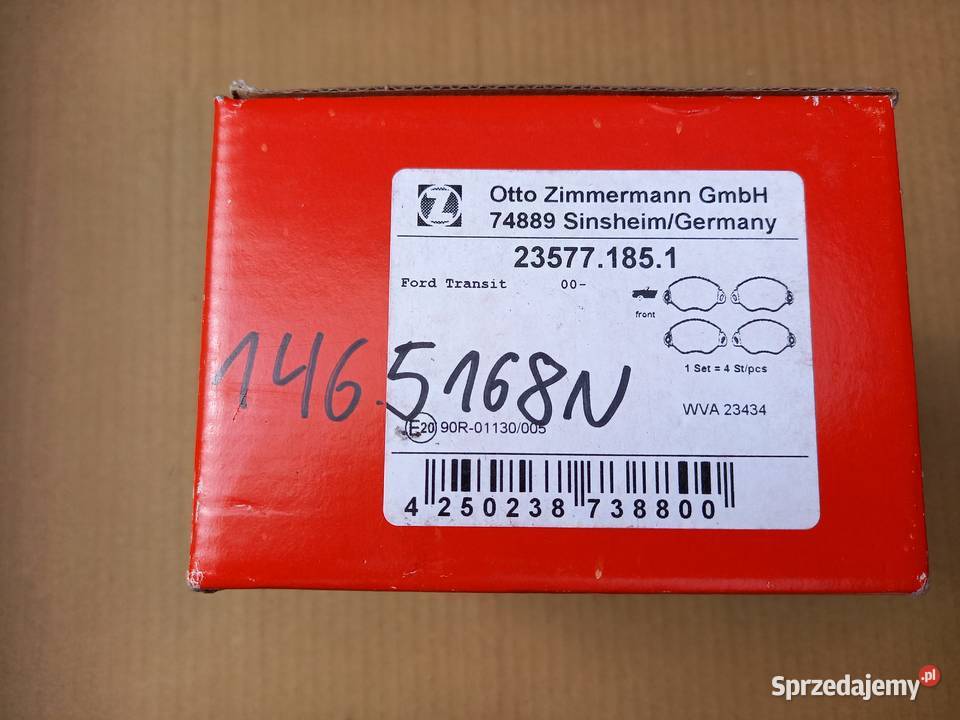 Z
Otto Zimmermann GmbH
74889 Sinsheim/Germany
23577.185.1
Ford Transit 00-
front
1 Set = 4 St/pcs
146.5168N
WVA 23434
E20 90R-01130/005
4 250238 738800
Sprzedajemy.pl